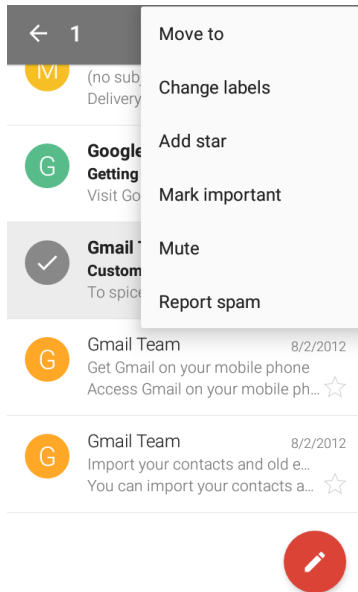 1
Move to
Change labels
Add star
Mark important
Mute
Report spam
M
(no sub
Delivery
G
Google
Getting
Visit Go
Gmail
Custom
To spice
G
Gmail Team
8/2/2012
Get Gmail on your mobile phone
Access Gmail on your mobile ph...
G
Gmail Team
8/2/2012
Import your contacts and old e...
You can import your contacts a...